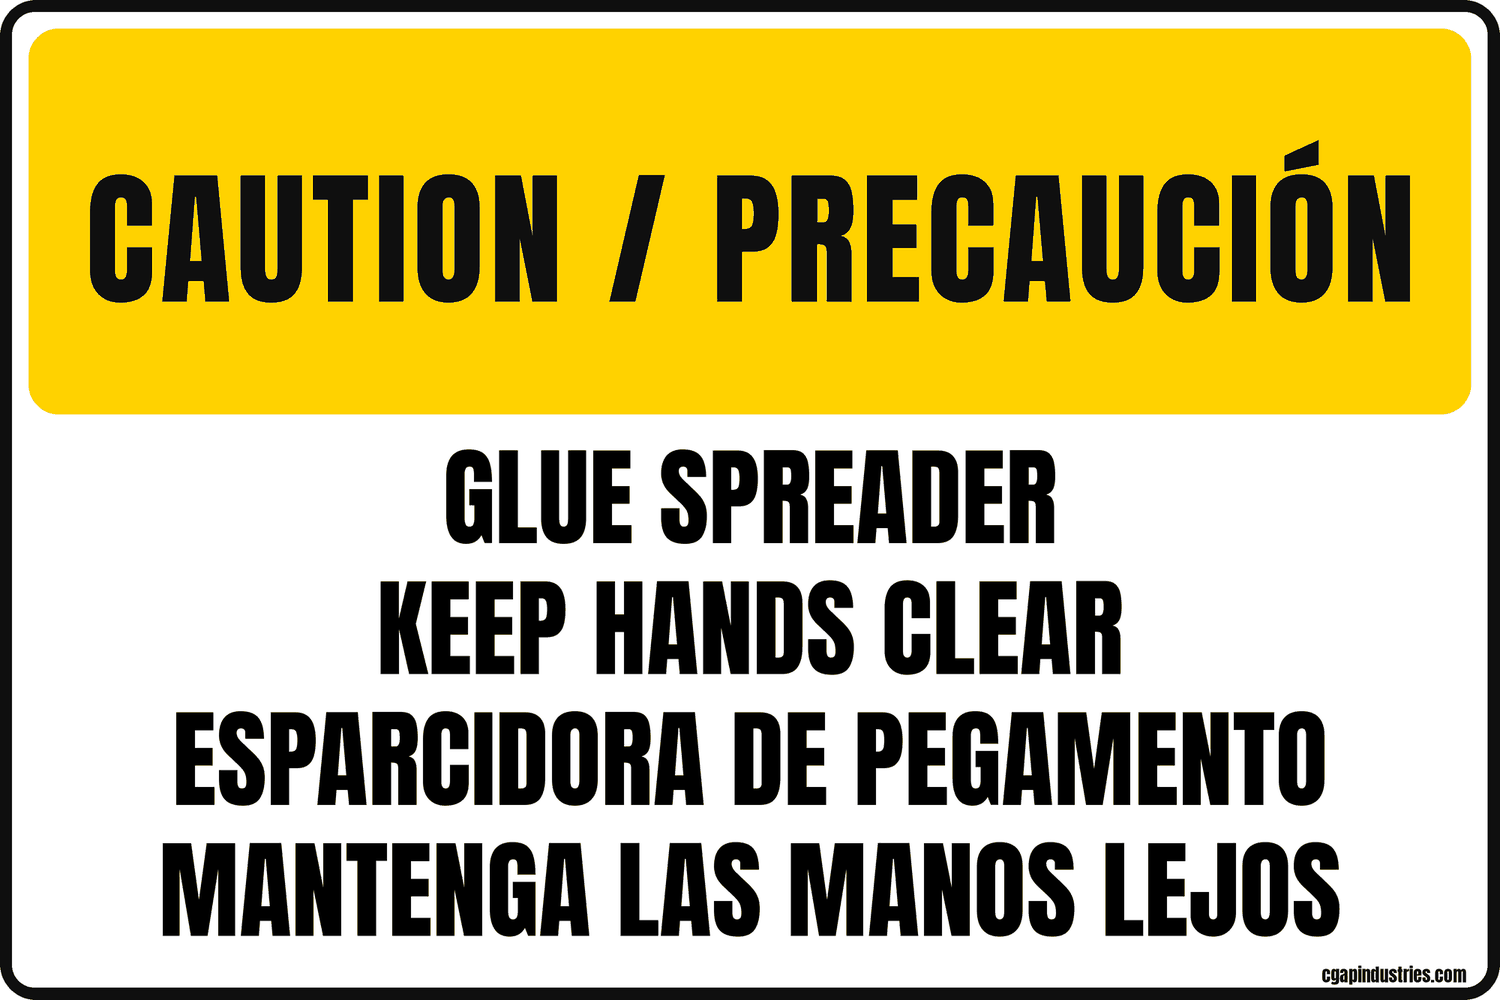 CAUTION / PRECAUCIÓN
GLUE SPREADER
KEEP HANDS CLEAR
ESPARCIDORA DE PEGAMENTO
MANTENGA LAS MANOS LEJOS
cgapindustries.com